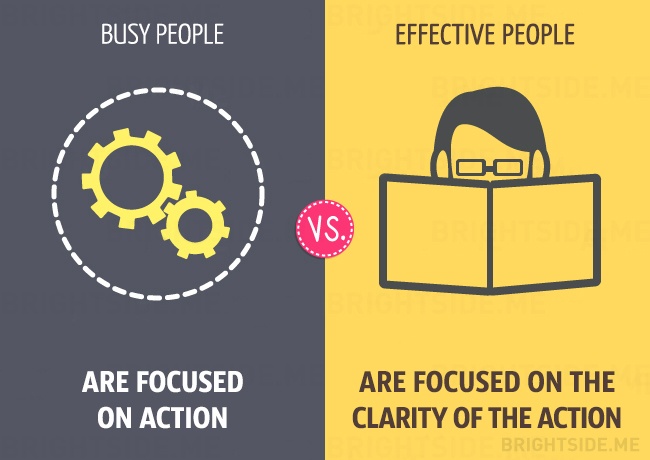 BUSY PEOPLE
ARE FOCUSED
ON ACTION
VS.
EFFECTIVE PEOPLE
ARE FOCUSED ON THE
CLARITY OF THE ACTION
BRIGHTSIDE.ME